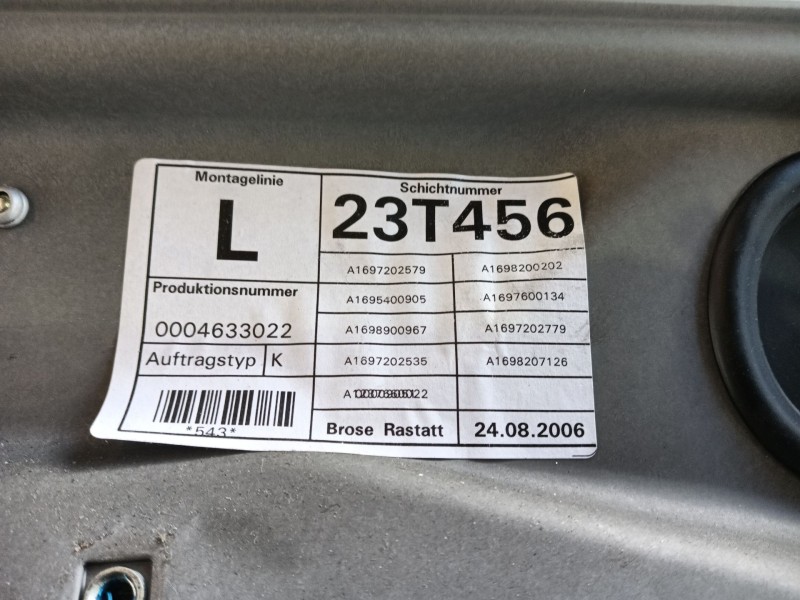 Montagelinie
L
Schichtnummer
23T456
A1697202579 A1698200202
A1695400905 A1697600134
A1698900967 A1697202779
A1697202535 A1698207126
Produktionsnummer
0004633022
Auftragstyp K
*543*
Brose Rastatt 24.08.2006